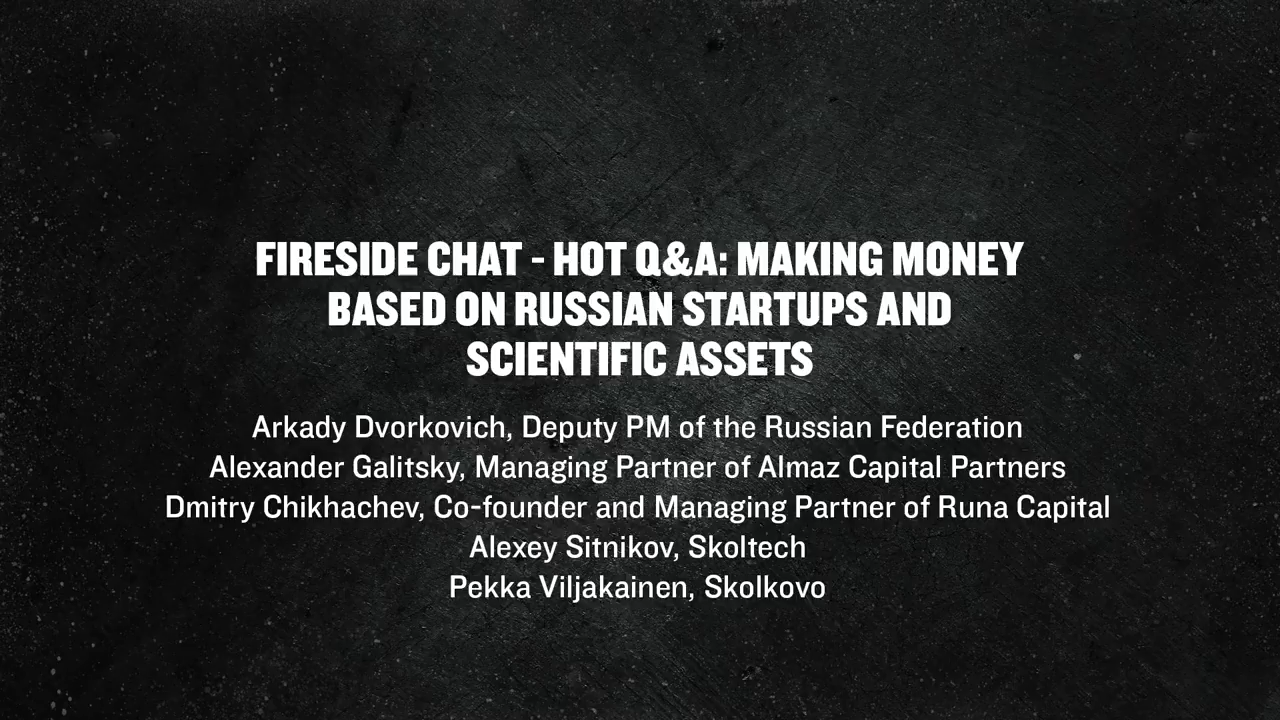 FIRESIDE CHAT - HOT Q&A: MAKING MONEY
BASED ON RUSSIAN STARTUPS AND
SCIENTIFIC ASSETS
Arkady Dvorkovich, Deputy PM of the Russian Federation
Alexander Galitsky, Managing Partner of Almaz Capital Partners
Dmitry Chikhachev, Co-founder and Managing Partner of Runa Capital
Alexey Sitnikov, Skoltech
Pekka Viljakainen, Skolkovo